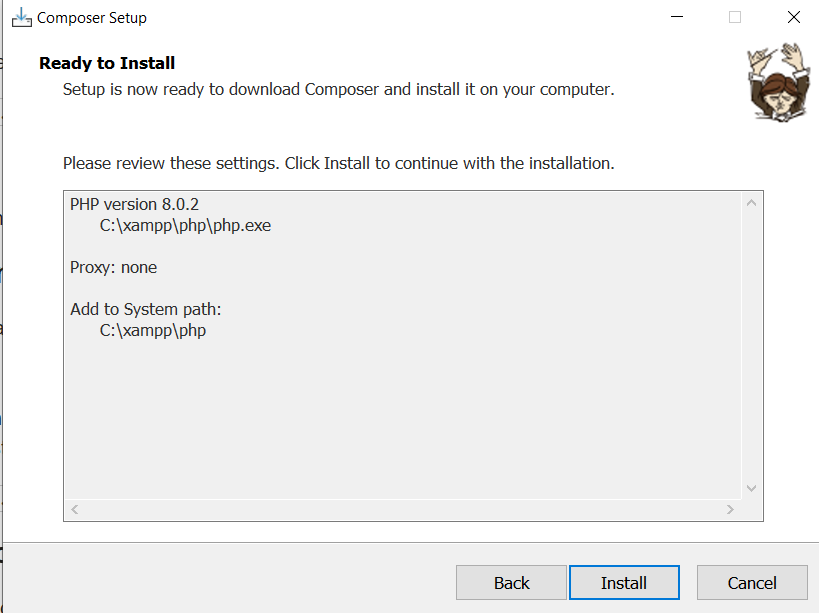 Composer Setup
Ready to Install
Setup is now ready to download Composer and install it on your computer.
Please review these settings. Click Install to continue with the installation.
PHP version 8.0.2
C:\xampp\php\php.exe
Proxy: none
Add to System path:
C:\xampp\php
Back
Install
Cancel